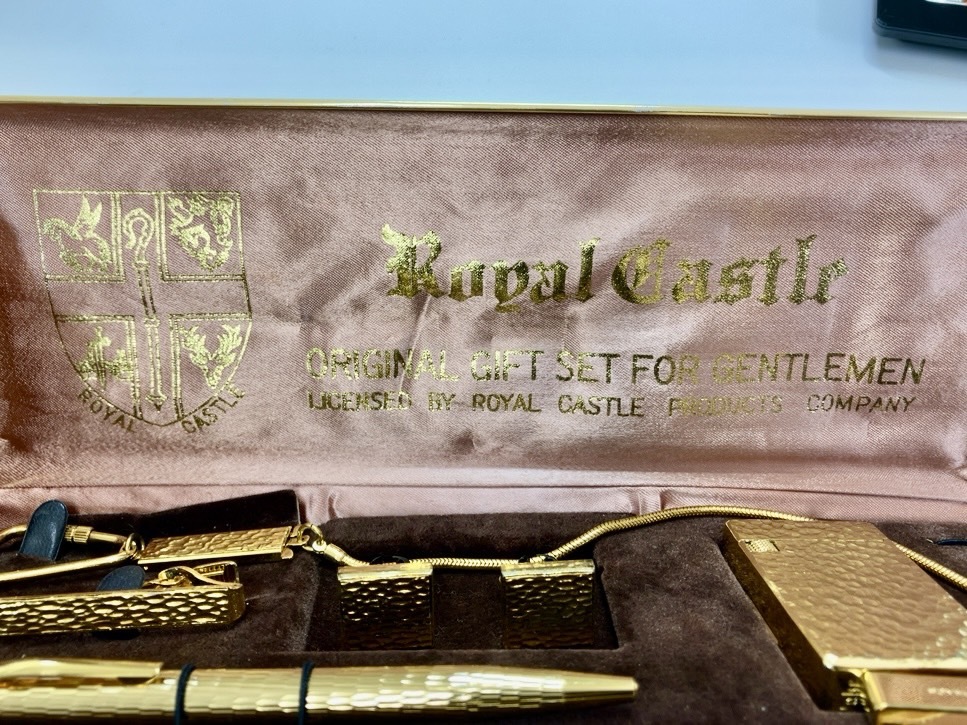 Royal Castle
ORIGINAL GIFT SET FOR GENTLEMEN
LICENSED BY ROYAL CASTLE PRODUCTS COMPANY
ROYAL CASTLE